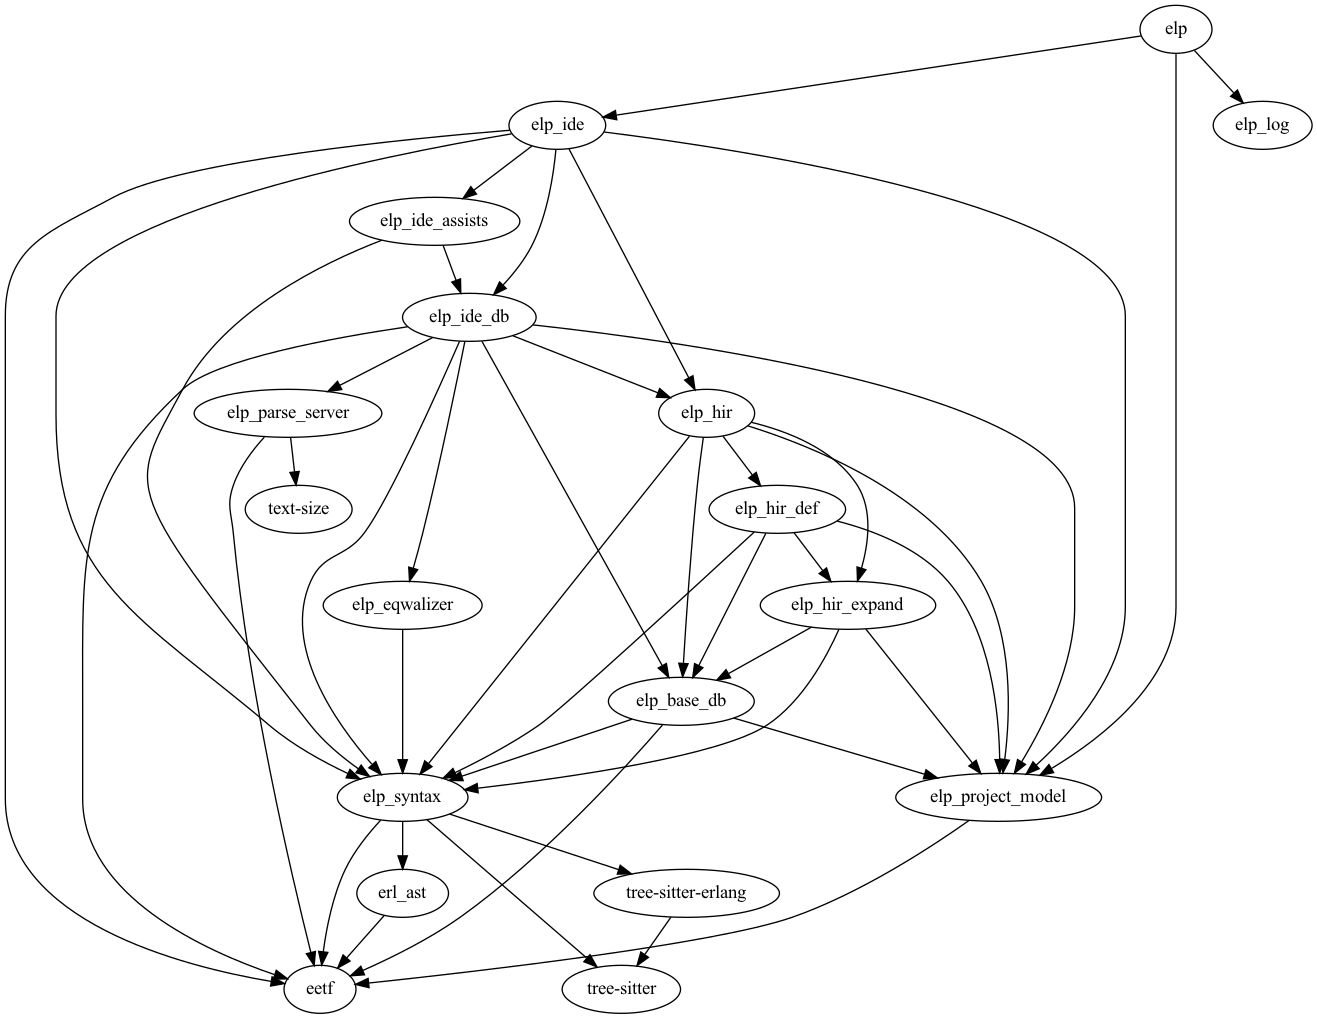 elp
elp_ide
elp_log
elp_ide_assists
elp_ide_db
elp_parse_server
elp_hir
text-size
elp_hir_def
elp_eqwalizer
elp_hir_expand
elp_base_db
elp_syntax
elp_project_model
erl_ast
tree-sitter-erlang
eetf
tree-sitter